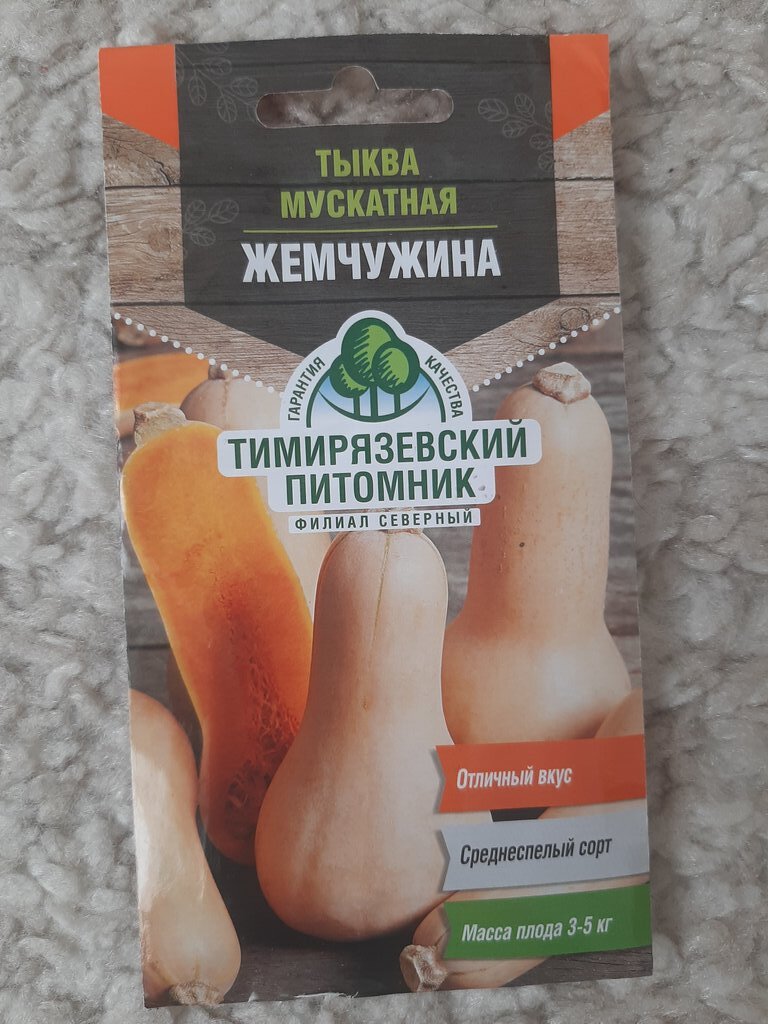 ТЫКВА
МУСКАТНАЯ
ЖЕМЧУЖИНА
ГАРАНТИЯ КАЧЕСТВА
ТИМИРЯЗЕВСКИЙ
ПИТОМНИК
ФИЛИАЛ СЕВЕРНЫЙ
Отличный вкус
Среднеспелый сорт
Масса плода 3-5 кг